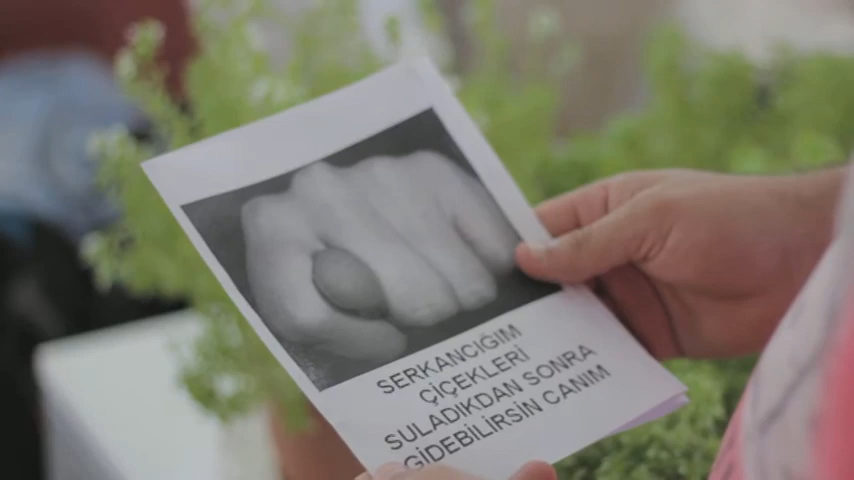 SERKANCIĞIM
ÇİÇEKLERİ
SULADIKDAN SONRA
GİDEBİLİRSİN CANIM